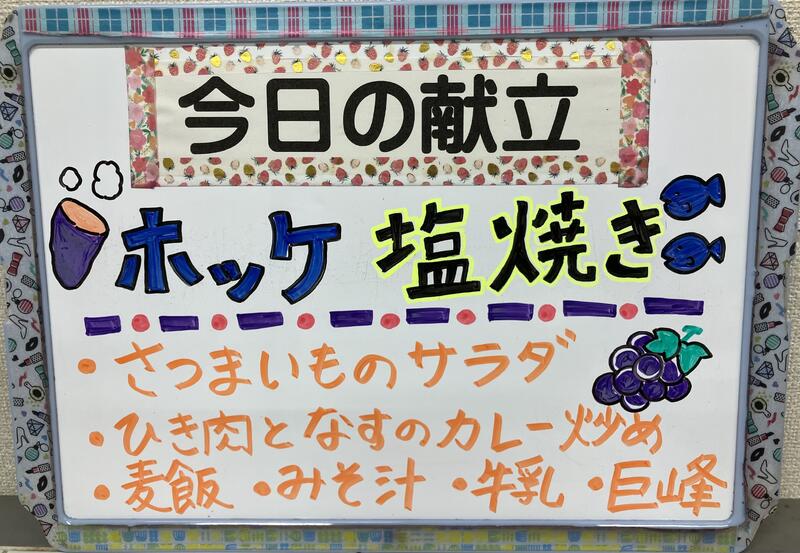 今日の献立
ホッケ 塩焼き
・さつまいものサラダ
・ひき肉となすのカレー炒め
・麦飯 ・みそ汁 ・牛乳 ・巨峰